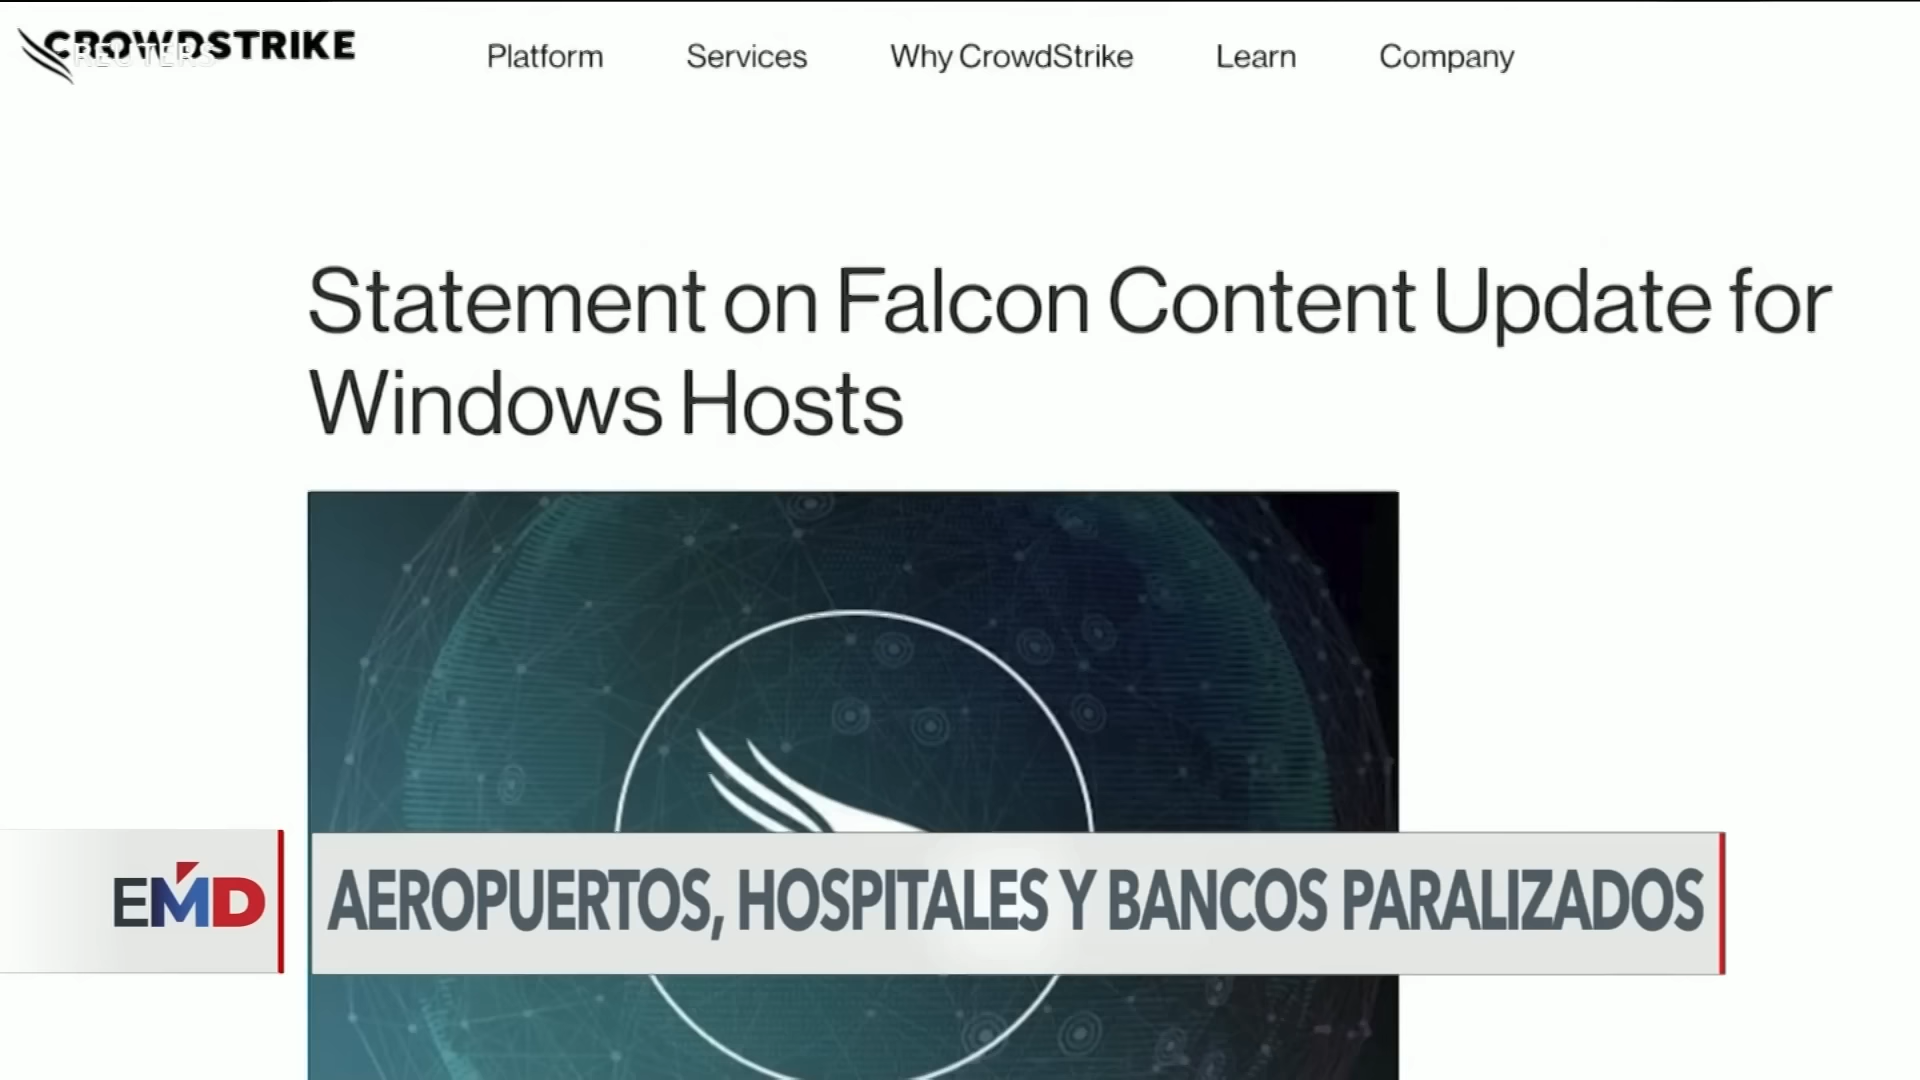 CROWDSTRIKE
REUTERS
Platform
Services
Why CrowdStrike
Learn
Company
Statement on Falcon Content Update for
Windows Hosts
EMD
AEROPUERTOS, HOSPITALES Y BANCOS PARALIZADOS